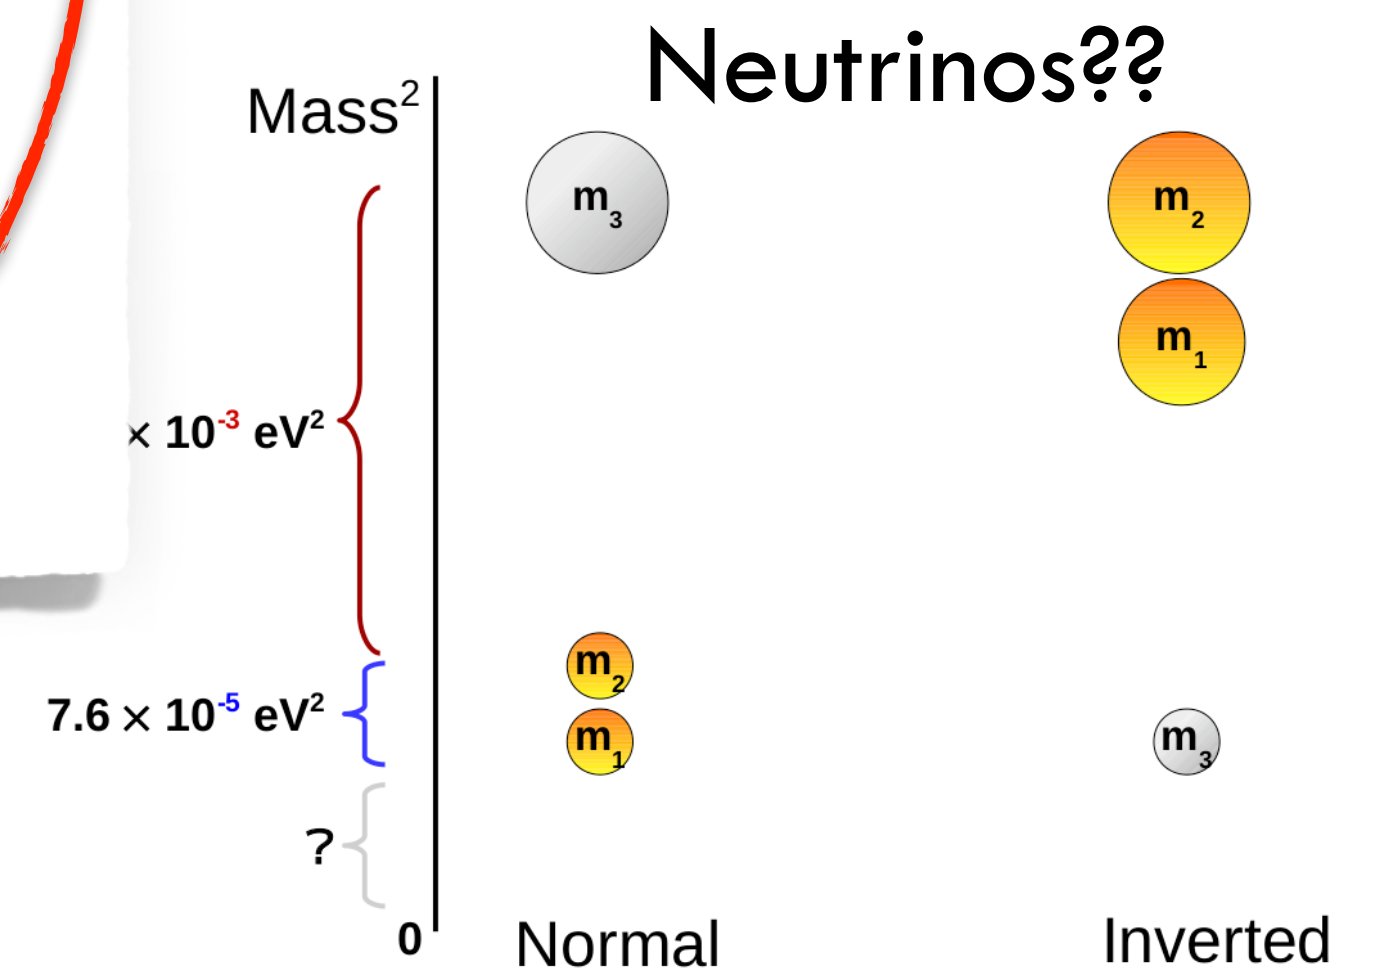 Neutrinos??
Mass²
m₃
m₂
m₁
× 10⁻³ eV²
m₂
7.6 × 10⁻⁵ eV²
m₁
m₃
?
0
Normal
Inverted